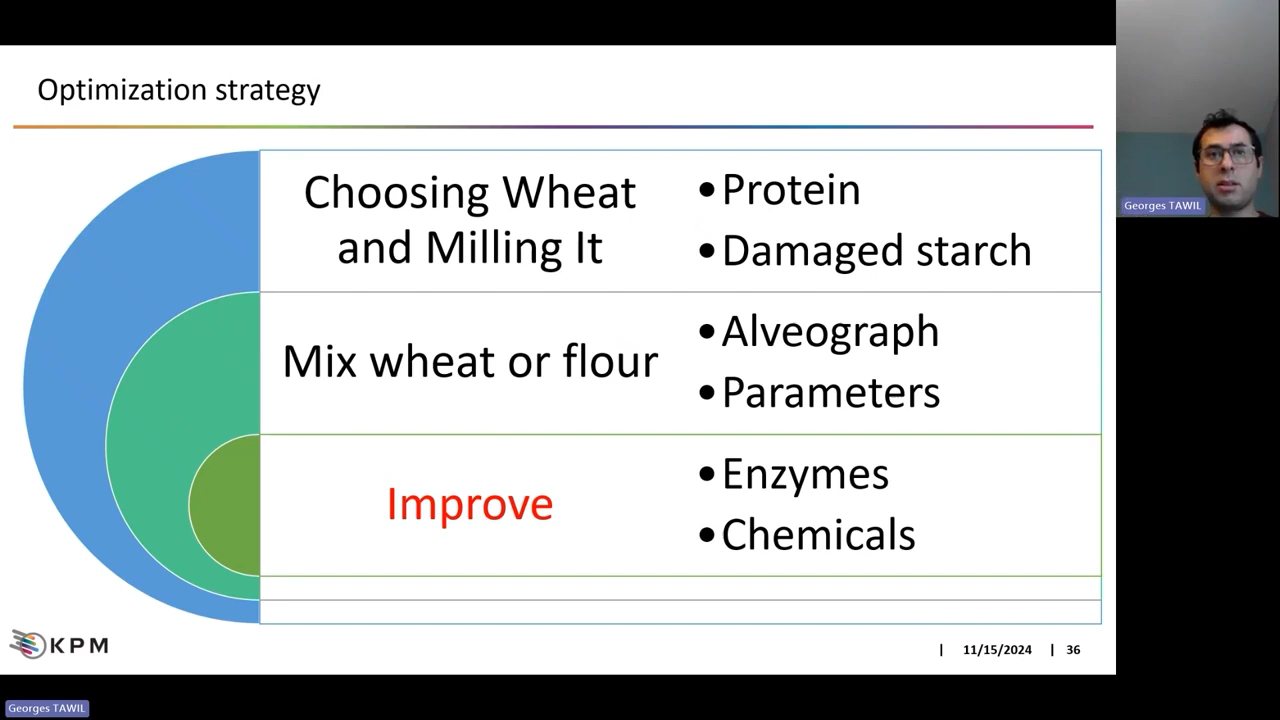 Optimization strategy
Choosing Wheat
and Milling It
•Protein
•Damaged starch
Mix wheat or flour
•Alveograph
•Parameters
Improve
•Enzymes
•Chemicals
KPM
| 11/15/2024 | 36
Georges TAWIL
Georges TAWIL